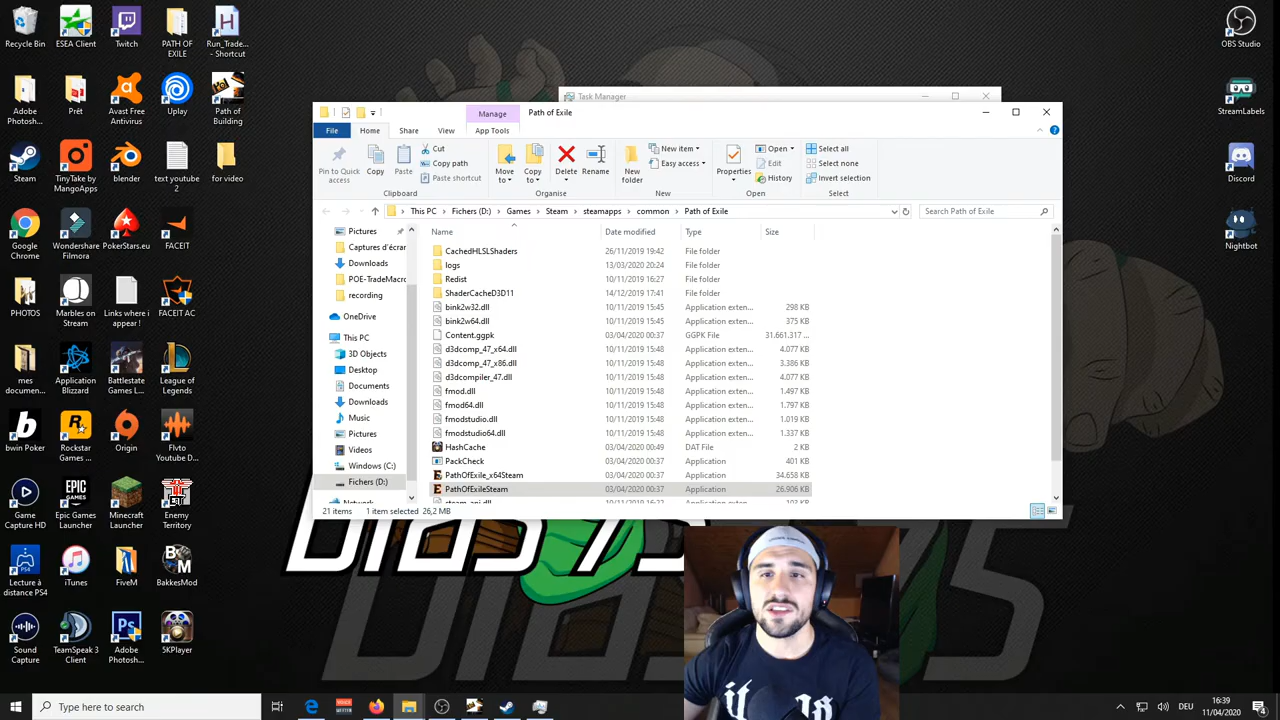 Recycle Bin
ESEA Client
Twitch
PATH OF EXILE
Run_Trade... - Shortcut
OBS Studio
Adobe Photosh...
Prêt
Avast Free Antivirus
Uplay
Path of Building
StreamLabels
Steam
TinyTake by MangoApps
blender
text youtube 2
for video
Discord
Google Chrome
Wondershare Filmora
PokerStars.eu
FACEIT
Nightbot
PHOTOS
Marbles on Stream
Links where i appear !
FACEIT AC
mes documen...
Application Blizzard
Battlestate Games L...
League of Legends
bwin Poker
Rockstar Games ...
Origin
Flvto Youtube D...
Game Capture HD
Epic Games Launcher
Minecraft Launcher
Enemy Territory
Lecture à distance PS4
iTunes
FiveM
BakkesMod
Sound Capture
TeamSpeak 3 Client
Adobe Photosh...
5KPlayer
Task Manager
Manage
Path of Exile
File
Home
Share
View
App Tools
Pin to Quick access
Copy
Paste
Cut
Copy path
Paste shortcut
Move to
Copy to
Delete
Rename
New folder
New item
Easy access
Properties
Open
Edit
History
Select all
Select none
Invert selection
Clipboard
Organise
New
Open
Select
This PC > Fichers (D:) > Games > Steam > steamapps > common > Path of Exile
Search Path of Exile
Name Date modified Type Size
Pictures
Captures d'écrar
Downloads
POE-TradeMacro
recording
OneDrive
This PC
3D Objects
Desktop
Documents
Downloads
Music
Pictures
Videos
Windows (C:)
Fichers (D:)
Network
CachedHLSLShaders 26/11/2019 19:42 File folder
logs 13/03/2020 20:24 File folder
Redist 10/11/2019 16:27 File folder
ShaderCacheD3D11 14/12/2019 17:41 File folder
bink2w32.dll 10/11/2019 15:45 Application exten... 298 KB
bink2w64.dll 10/11/2019 15:45 Application exten... 375 KB
Content.ggpk 03/04/2020 00:37 GGPK File 31.661.317 ...
d3dcomp_47_x64.dll 10/11/2019 15:48 Application exten... 4.077 KB
d3dcomp_47_x86.dll 10/11/2019 15:48 Application exten... 3.386 KB
d3dcompiler_47.dll 10/11/2019 15:48 Application exten... 4.077 KB
fmod.dll 10/11/2019 15:48 Application exten... 1.497 KB
fmod64.dll 10/11/2019 15:48 Application exten... 1.797 KB
fmodstudio.dll 10/11/2019 15:48 Application exten... 1.019 KB
fmodstudio64.dll 10/11/2019 15:48 Application exten... 1.337 KB
HashCache 03/04/2020 00:49 DAT File 2 KB
PackCheck 03/04/2020 00:37 Application 401 KB
PathOfExile_x64Steam 03/04/2020 00:37 Application 34.658 KB
PathOfExileSteam 03/04/2020 00:37 Application 26.906 KB
21 items 1 item selected 26,2 MB
Type here to search
DEU
16:39
11/04/2020